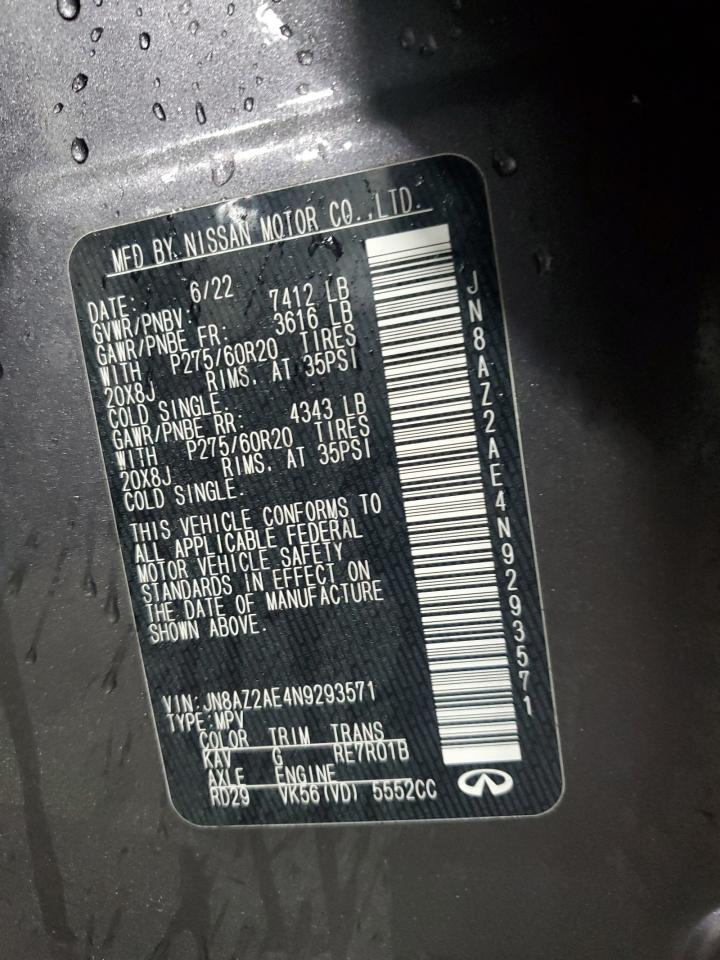 MFD BY NISSAN MOTOR CO.,LTD.
DATE: 6/22
GVWR/PNBV 7412 LB
GAWR/PNBE FR: 3616 LB
WITH P275/60R20 TIRES
20X8J RIMS, AT 35PSI
COLD SINGLE.
GAWR/PNBE RR: 4343 LB
WITH P275/60R20 TIRES
20X8J RIMS, AT 35PSI
COLD SINGLE.
THIS VEHICLE CONFORMS TO
ALL APPLICABLE FEDERAL
MOTOR VEHICLE SAFETY
STANDARDS IN EFFECT ON
THE DATE OF MANUFACTURE
SHOWN ABOVE.
VIN:JN8AZ2AE4N9293571
TYPE:MPV
COLOR TRIM TRANS
KAV G RE7R01B
AXLE ENGINE
RD29 VK56(VD) 5552CC
JN8AZ2AE4N9293571